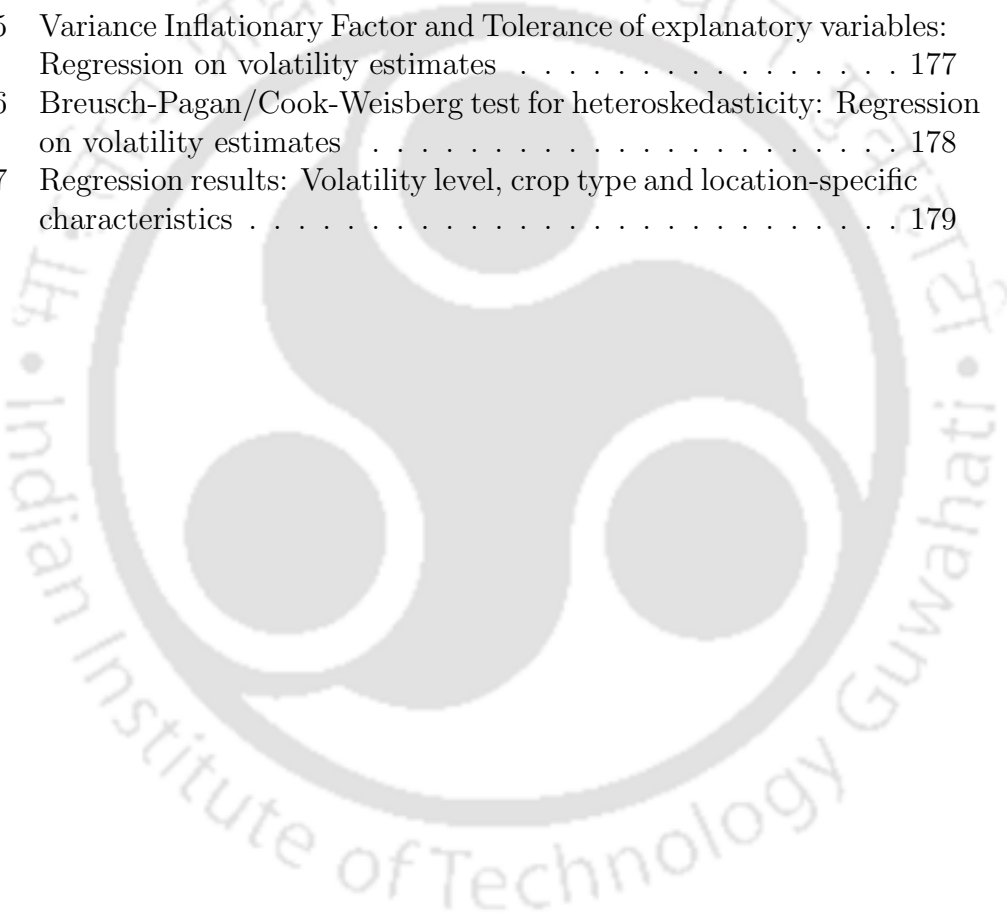 5 Variance Inflationary Factor and Tolerance of explanatory variables:
Regression on volatility estimates . . . . . . . . . . . . . . . . 177
6 Breusch-Pagan/Cook-Weisberg test for heteroskedasticity: Regression
on volatility estimates . . . . . . . . . . . . . . . . . . . . . . 178
7 Regression results: Volatility level, crop type and location-specific
characteristics . . . . . . . . . . . . . . . . . . . . . . . . . . . 179
Indian Institute of Technology Guwahati